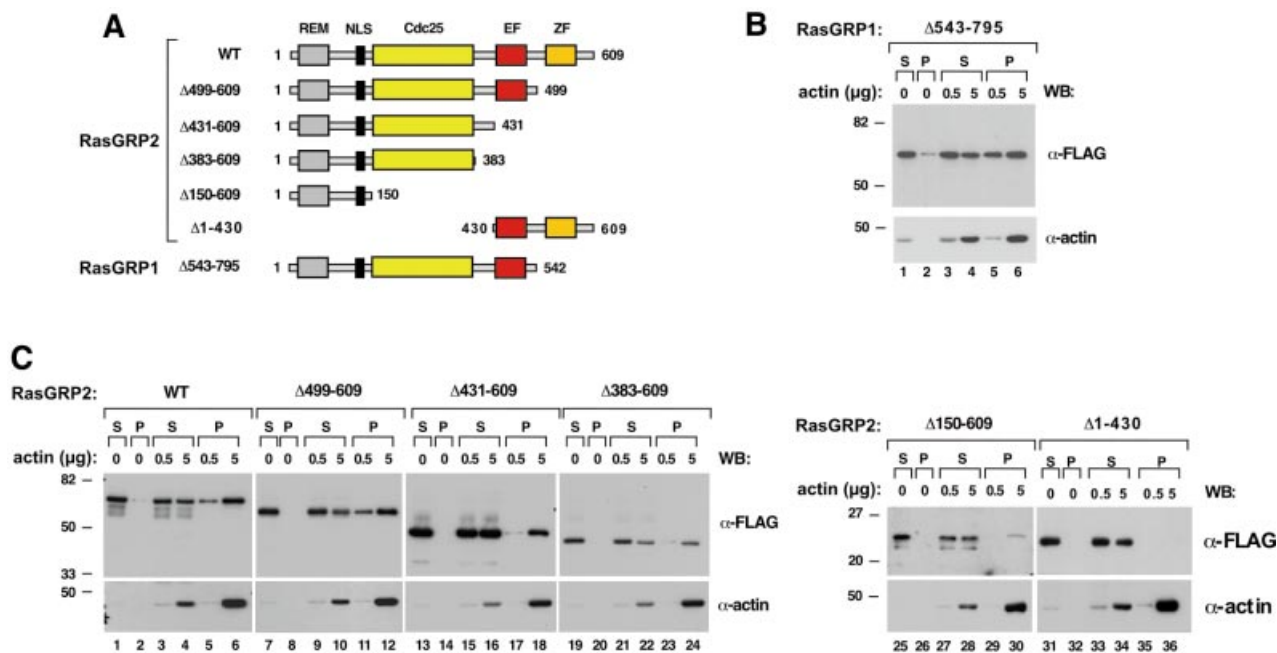 A
REM NLS Cdc25 EF ZF
WT 1 609
Δ499-609 1 499
Δ431-609 1 431
RasGRP2
Δ383-609 1 383
Δ150-609 1 150
Δ1-430 430 609
RasGRP1 Δ543-795 1 542
B
RasGRP1: Δ543-795
S P S P
actin (µg): 0 0 0.5 5 0.5 5 WB:
82
α-FLAG
50
50
α-actin
1 2 3 4 5 6
C
RasGRP2: WT Δ499-609 Δ431-609 Δ383-609
S P S P S P S P S P S P S P S P
actin (µg): 0 0 0.5 5 0.5 5 0 0 0.5 5 0.5 5 0 0 0.5 5 0.5 5 0 0 0.5 5 0.5 5 WB:
82
α-FLAG
50
33
50
α-actin
1 2 3 4 5 6 7 8 9 10 11 12 13 14 15 16 17 18 19 20 21 22 23 24
RasGRP2: Δ150-609 Δ1-430
S P S P S P S P
actin (µg): 0 0 0.5 5 0.5 5 0 0 0.5 5 0.5 5 WB:
27
α-FLAG
20
50
α-actin
25 26 27 28 29 30 31 32 33 34 35 36